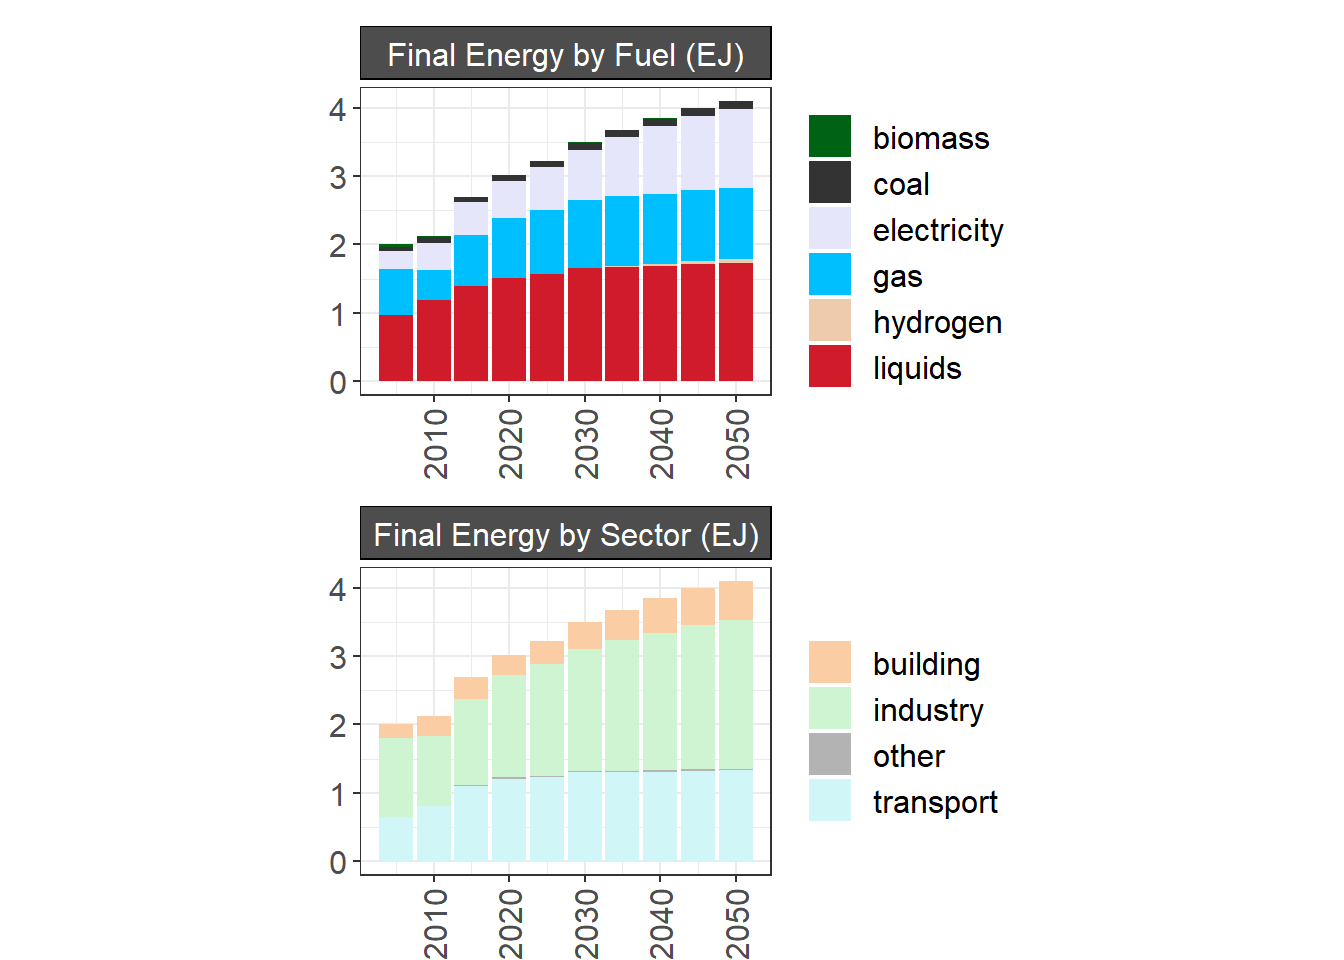 Final Energy by Fuel (EJ)
4
3
2
1
0
2010
2020
2030
2040
2050
biomass
coal
electricity
gas
hydrogen
liquids
Final Energy by Sector (EJ)
4
3
2
1
0
2010
2020
2030
2040
2050
building
industry
other
transport